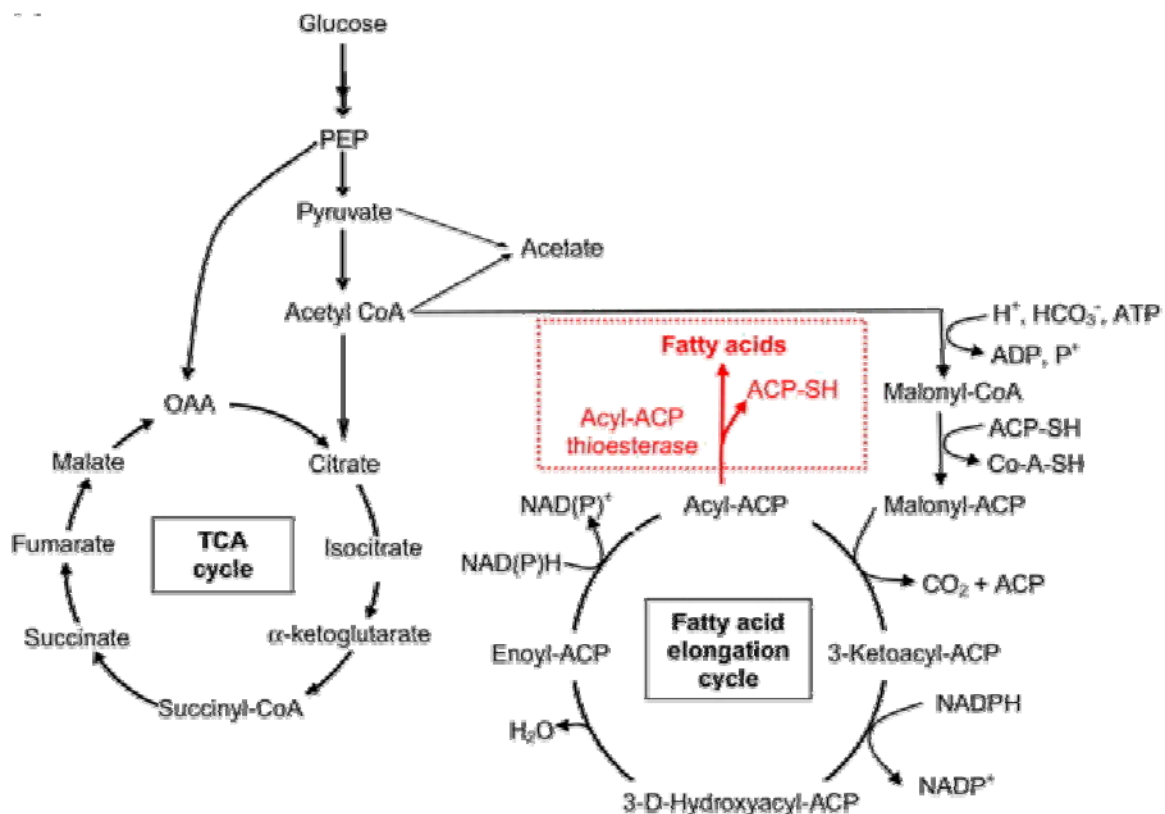 Glucose
PEP
Pyruvate
Acetate
Acetyl CoA
H⁺, HCO₃⁻, ATP
ADP, P⁺
Malonyl-CoA
ACP-SH
Co-A-SH
Malonyl-ACP
Fatty acids
ACP-SH
Acyl-ACP
thioesterase
OAA
Citrate
Isocitrate
α-ketoglutarate
Succinyl-CoA
Succinate
Fumarate
Malate
TCA
cycle
Acyl-ACP
CO₂ + ACP
3-Ketoacyl-ACP
NADPH
NADP⁺
3-D-Hydroxyacyl-ACP
H₂O
Enoyl-ACP
NAD(P)H
NAD(P)⁺
Fatty acid
elongation
cycle